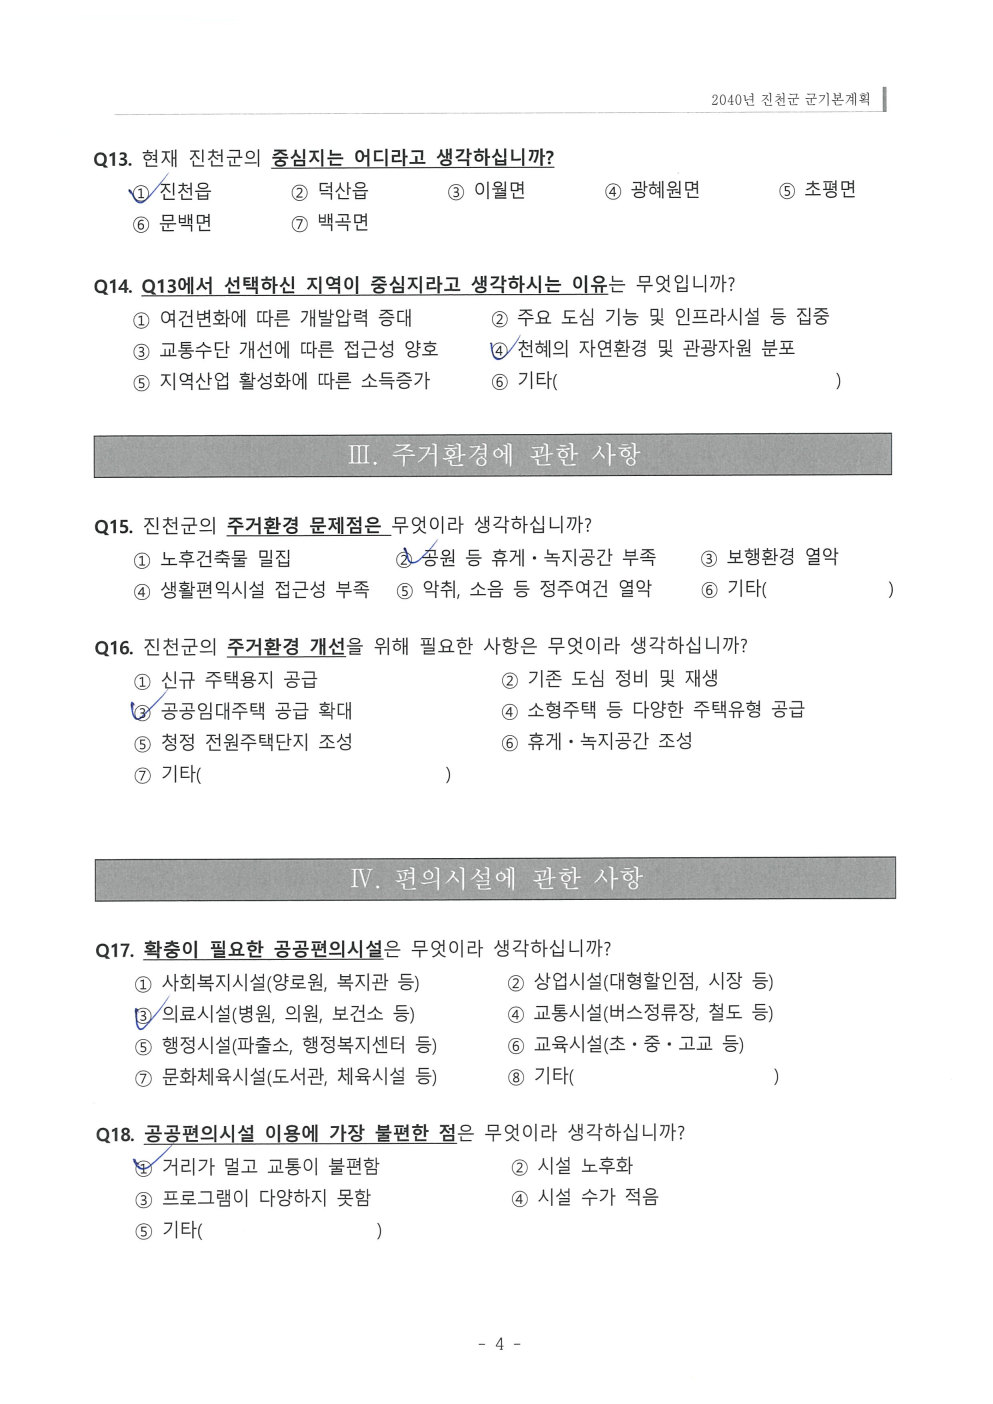 2040년 진천군 군기본계획
Q13. 현재 진천군의 중심지는 어디라고 생각하십니까?
① 진천읍 ② 덕산읍 ③ 이월면 ④ 광혜원면 ⑤ 초평면
⑥ 문백면 ⑦ 백곡면
Q14. Q13에서 선택하신 지역이 중심지라고 생각하시는 이유는 무엇입니까?
① 여건변화에 따른 개발압력 증대 ② 주요 도심 기능 및 인프라시설 등 집중
③ 교통수단 개선에 따른 접근성 양호 ④ 천혜의 자연환경 및 관광자원 분포
⑤ 지역산업 활성화에 따른 소득증가 ⑥ 기타( )
Ⅲ. 주거환경에 관한 사항
Q15. 진천군의 주거환경 문제점은 무엇이라 생각하십니까?
① 노후건축물 밀집 ② 공원 등 휴게・녹지공간 부족 ③ 보행환경 열악
④ 생활편익시설 접근성 부족 ⑤ 악취, 소음 등 정주여건 열악 ⑥ 기타( )
Q16. 진천군의 주거환경 개선을 위해 필요한 사항은 무엇이라 생각하십니까?
① 신규 주택용지 공급 ② 기존 도심 정비 및 재생
③ 공공임대주택 공급 확대 ④ 소형주택 등 다양한 주택유형 공급
⑤ 청정 전원주택단지 조성 ⑥ 휴게・녹지공간 조성
⑦ 기타( )
Ⅳ. 편의시설에 관한 사항
Q17. 확충이 필요한 공공편의시설은 무엇이라 생각하십니까?
① 사회복지시설(양로원, 복지관 등) ② 상업시설(대형할인점, 시장 등)
③ 의료시설(병원, 의원, 보건소 등) ④ 교통시설(버스정류장, 철도 등)
⑤ 행정시설(파출소, 행정복지센터 등) ⑥ 교육시설(초・중・고교 등)
⑦ 문화체육시설(도서관, 체육시설 등) ⑧ 기타( )
Q18. 공공편의시설 이용에 가장 불편한 점은 무엇이라 생각하십니까?
① 거리가 멀고 교통이 불편함 ② 시설 노후화
③ 프로그램이 다양하지 못함 ④ 시설 수가 적음
⑤ 기타( )
- 4 -